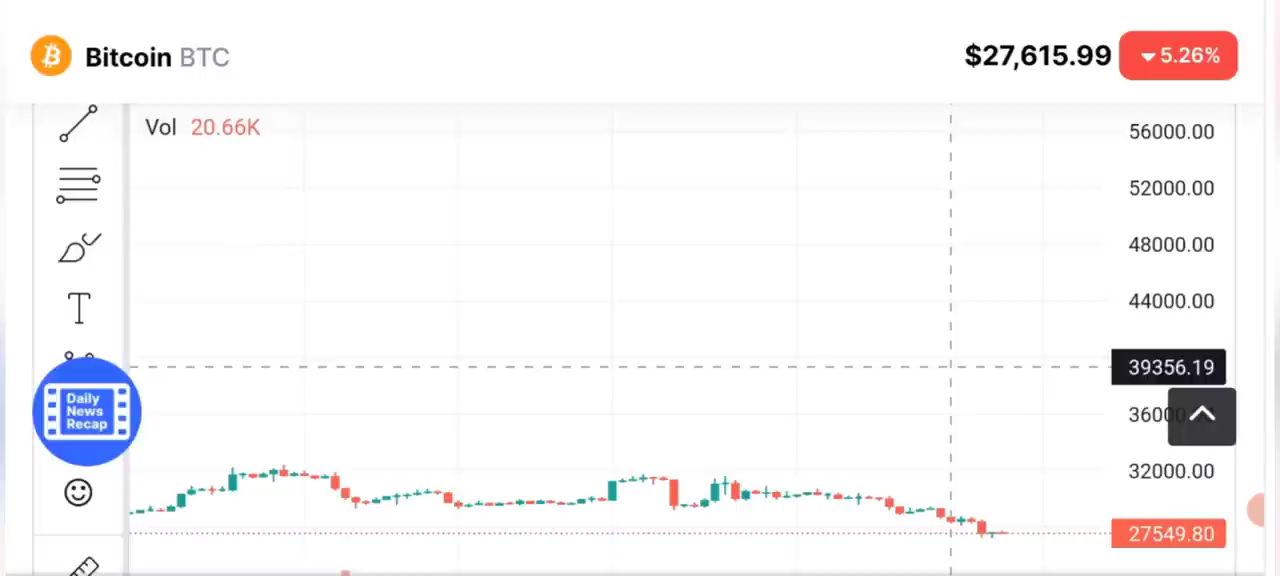 Bitcoin BTC
$27,615.99
5.26%
Vol 20.66K
56000.00
52000.00
48000.00
44000.00
39356.19
32000.00
27549.80
Daily
News
Recap